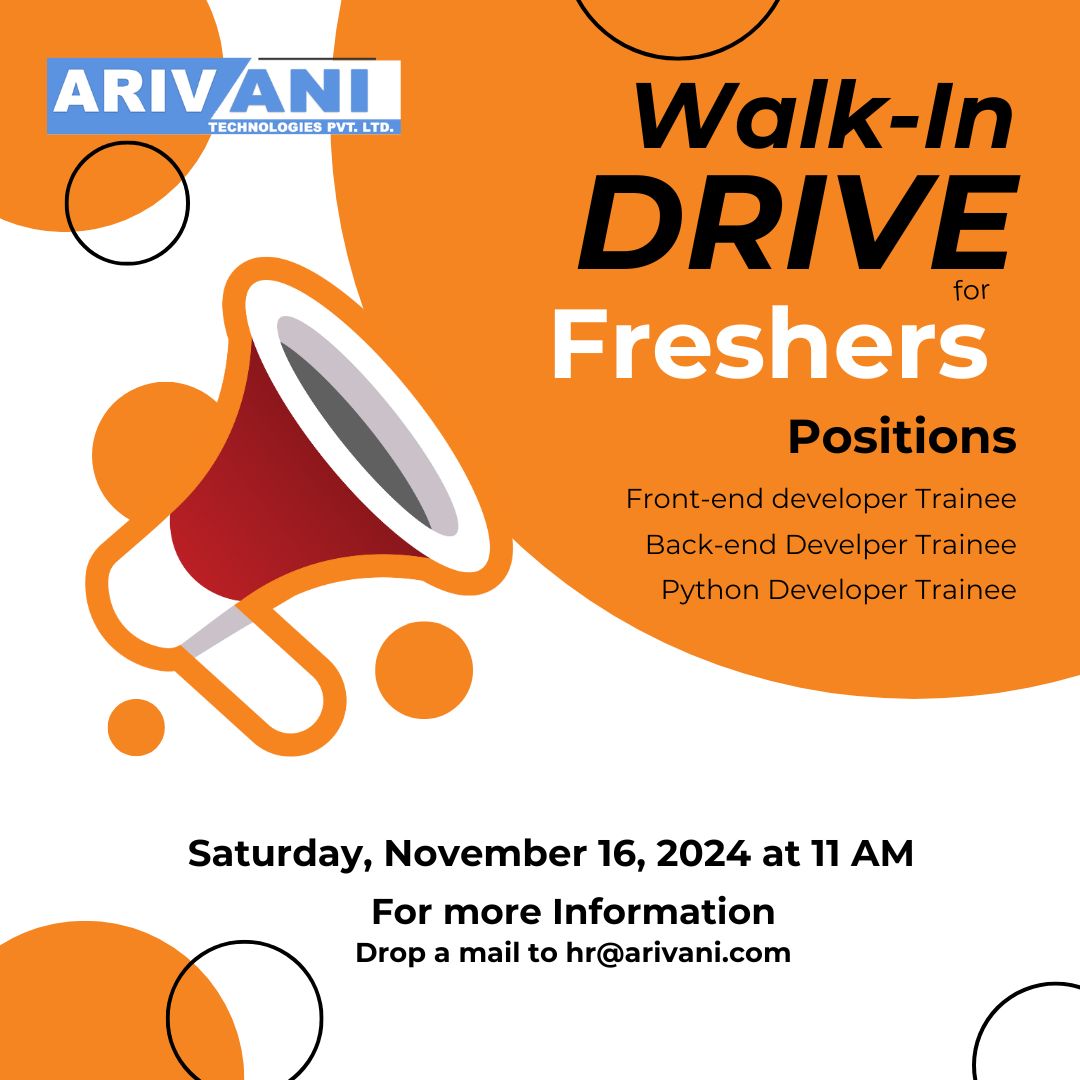 ARIVANI
TECHNOLOGIES PVT. LTD.
Walk-In
DRIVE
for
Freshers
Positions
Front-end developer Trainee
Back-end Develper Trainee
Python Developer Trainee
Saturday, November 16, 2024 at 11 AM
For more Information
Drop a mail to hr@arivani.com